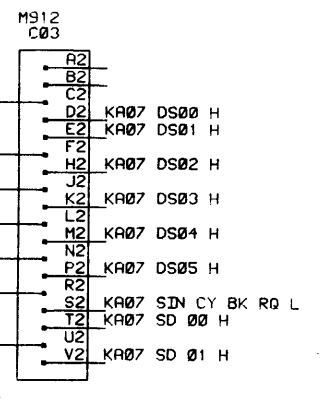 M912
C03
A2
B2
C2
D2 KA07 DS00 H
E2 KA07 DS01 H
F2
H2 KA07 DS02 H
J2
K2 KA07 DS03 H
L2
M2 KA07 DS04 H
N2
P2 KA07 DS05 H
R2
S2 KA07 SIN CY BK RQ L
T2 KA07 SD 00 H
U2
V2 KA07 SD 01 H